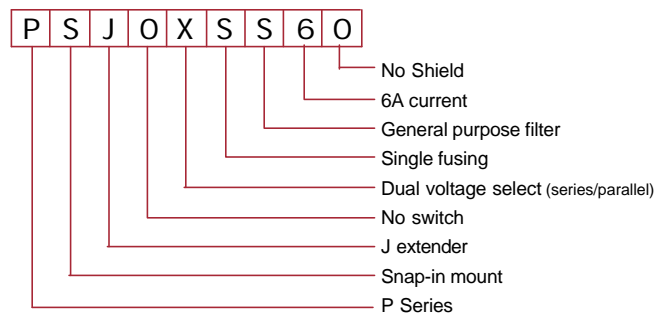 P S J 0 X S S 6 0
No Shield
6A current
General purpose filter
Single fusing
Dual voltage select (series/parallel)
No switch
J extender
Snap-in mount
P Series